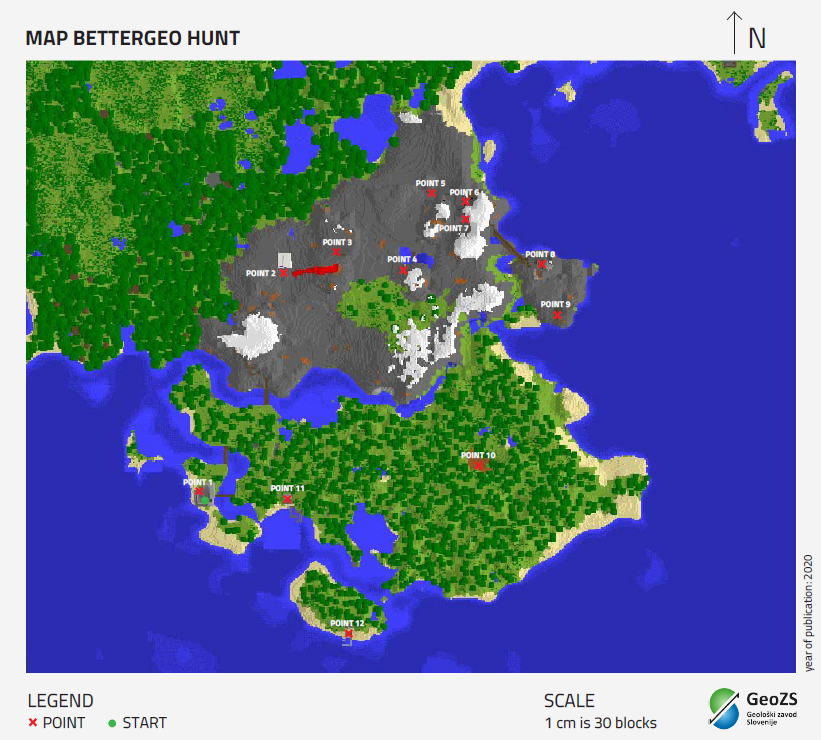 MAP BETTERGEO HUNT
N
POINT 5
POINT 6
POINT 7
POINT 3
POINT 8
POINT 4
POINT 2
POINT 9
POINT 10
POINT 1
POINT 11
POINT 12
year of publication: 2020
LEGEND
POINT
START
SCALE
1 cm is 30 blocks
GeoZS
Geološki zavod
Slovenije